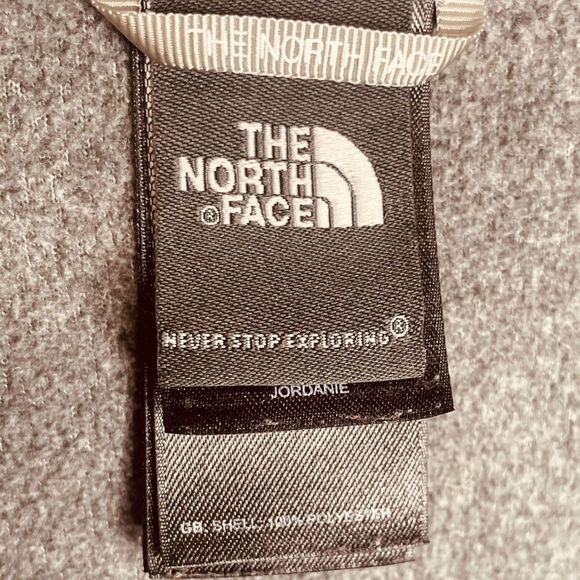 THE NORTH FACE
THE
NORTH
®FACE
NEVER STOP EXPLORING®
JORDANIE
GB: SHELL: 100% POLYESTER